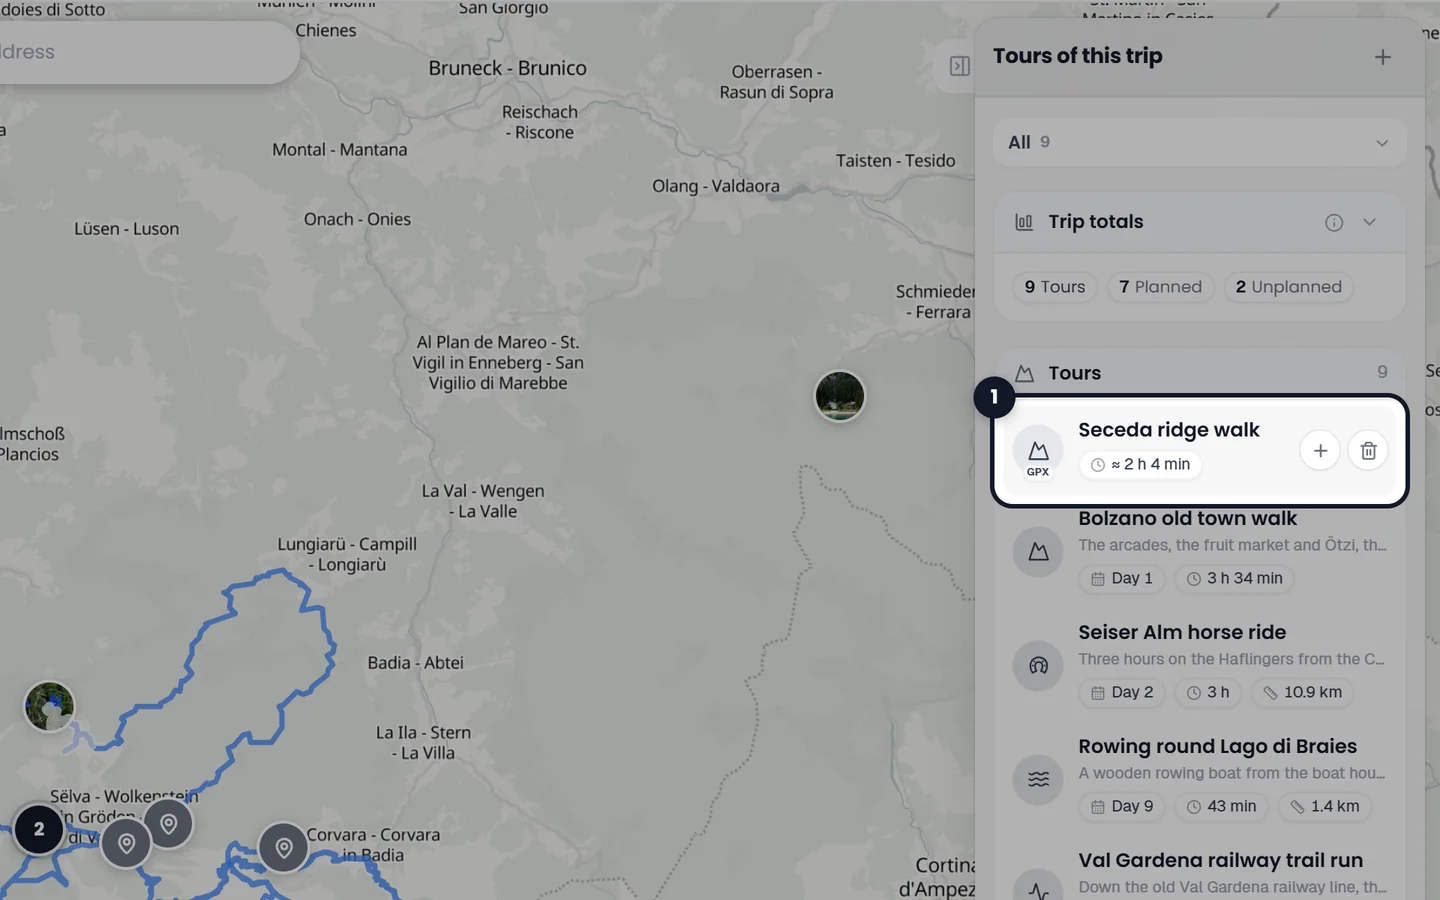 doies di Sotto
San Giorgio
Chienes
dress
Bruneck - Brunico
Oberrasen -
Rasun di Sopra
Reischach
- Riscone
Montal - Mantana
Taisten - Tesido
Olang - Valdaora
Onach - Onies
Lüsen - Luson
Schmieden
- Ferrara
Al Plan de Mareo - St.
Vigil in Enneberg - San
Vigilio di Marebbe
lmschoß
Plancios
La Val - Wengen
- La Valle
Lungiarü - Campill
- Longiarù
Badia - Abtei
La Ila - Stern
- La Villa
Sëlva - Wolkenstein
in Gröden
2
Corvara - Corvara
in Badia
Cortina
d'Ampez
Tours of this trip
All 9
Trip totals
9 Tours
7 Planned
2 Unplanned
Tours 9
1
Seceda ridge walk
GPX
≈ 2 h 4 min
Bolzano old town walk
The arcades, the fruit market and Ötzi, th...
Day 1
3 h 34 min
Seiser Alm horse ride
Three hours on the Haflingers from the C...
Day 2
3 h
10.9 km
Rowing round Lago di Braies
A wooden rowing boat from the boat hou...
Day 9
43 min
1.4 km
Val Gardena railway trail run
Down the old Val Gardena railway line, th...